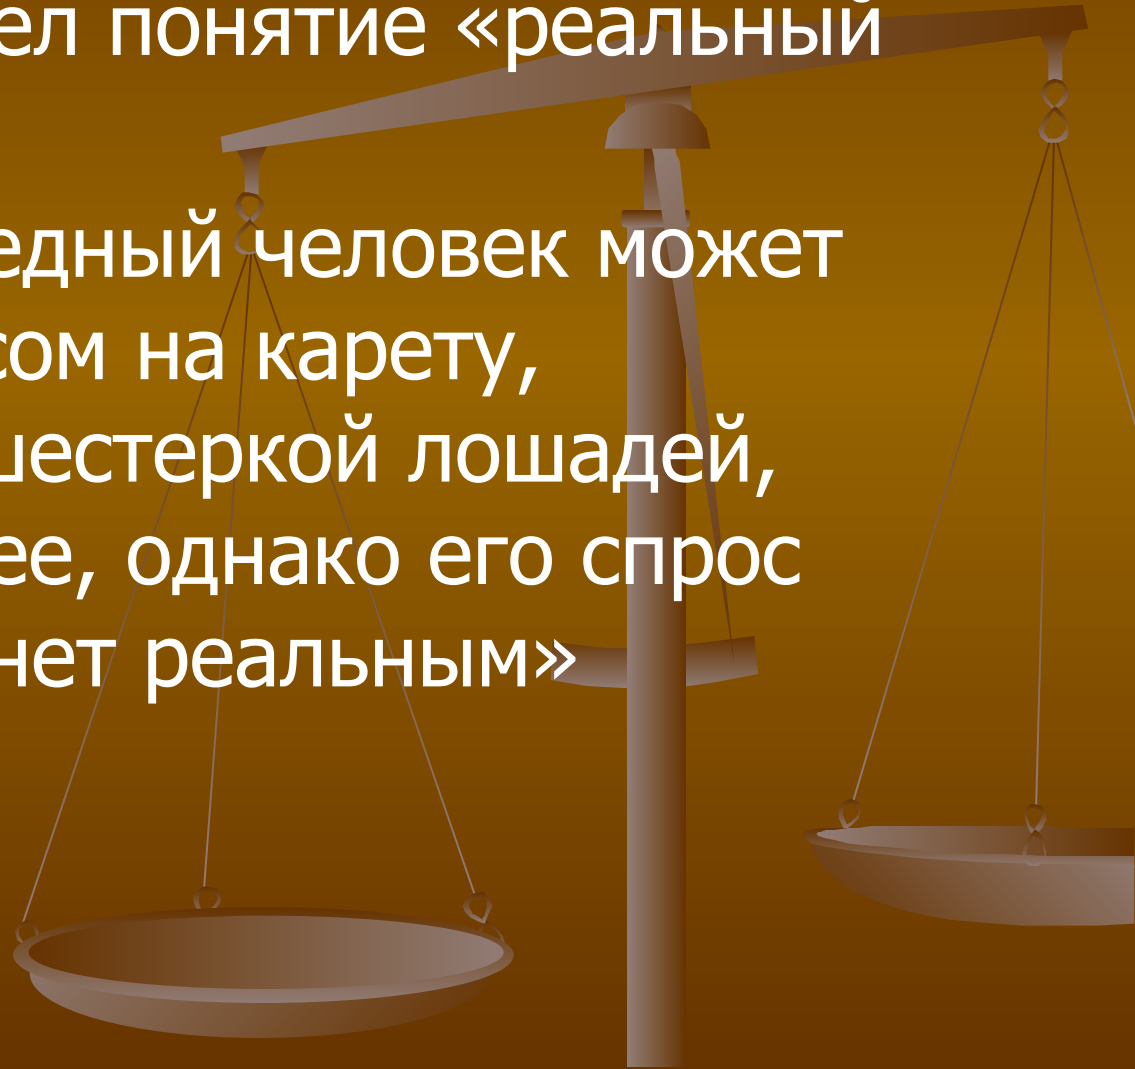 ел понятие «реальный
едный человек может
сом на карету,
шестеркой лошадей,
ее, однако его спрос
нет реальным»